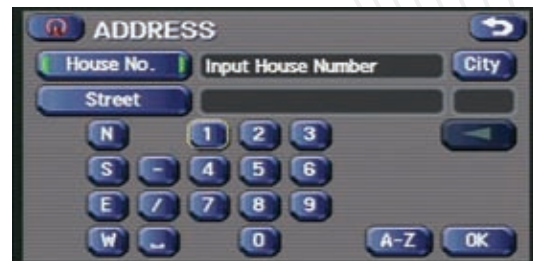 ADDRESS
House No. Input House Number City
Street
N 1 2 3
S - 4 5 6
E / 7 8 9
W ␣ 0 A-Z OK